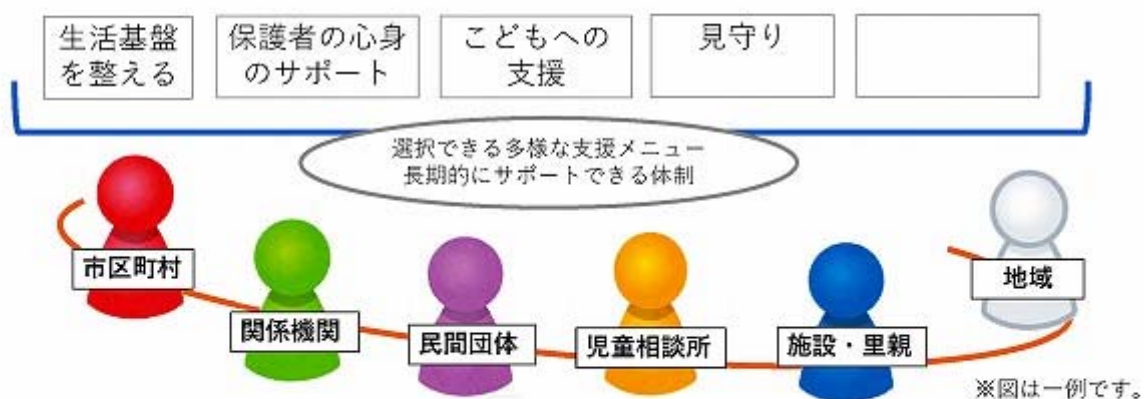 生活基盤
を整える
保護者の心身
のサポート
こどもへの
支援
見守り
選択できる多様な支援メニュー
長期的にサポートできる体制
市区町村
関係機関
民間団体
児童相談所
施設・里親
地域
※図は一例です。